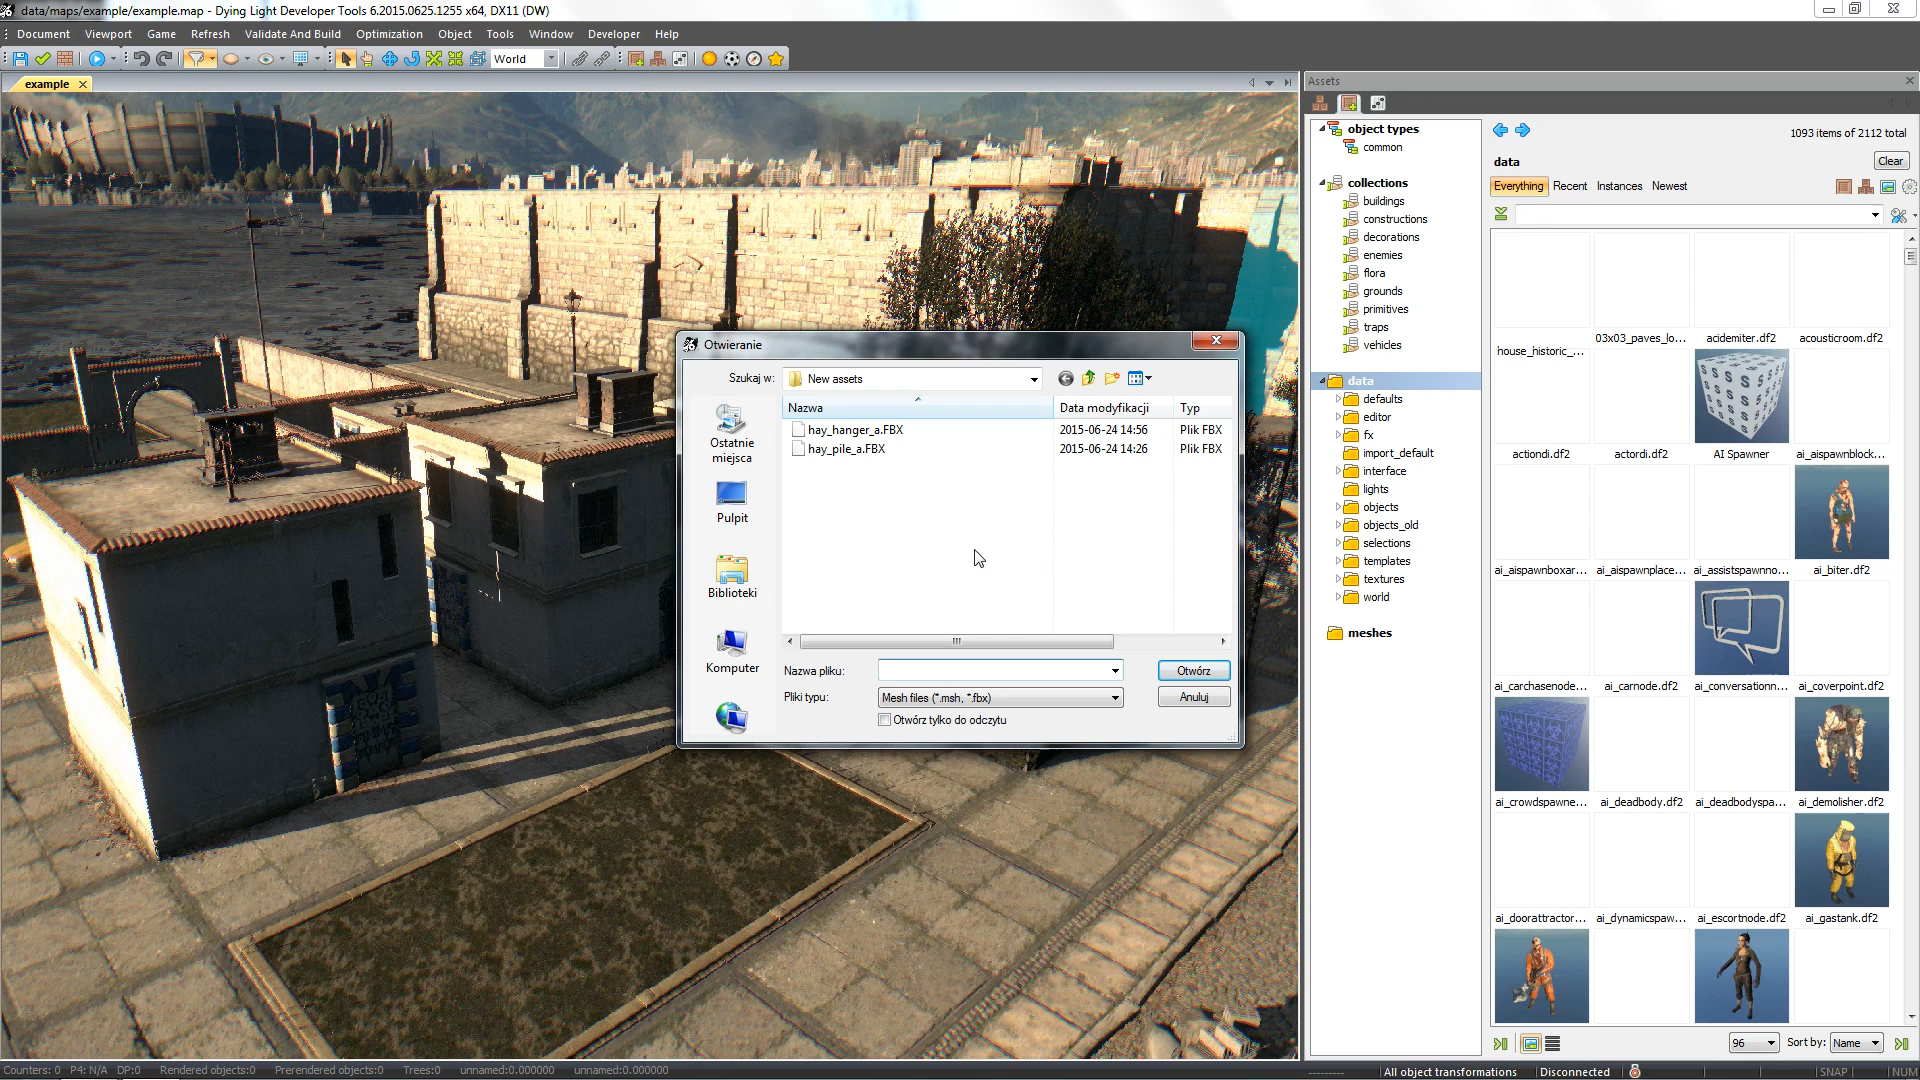 data/maps/example/example.map - Dying Light Developer Tools 6.2015.0625.1255 x64, DX11 (DW)
Document Viewport Game Refresh Validate And Build Optimization Object Tools Window Developer Help
World
example
Otwieranie
Szukaj w: New assets
Nazwa Data modyfikacji Typ
hay_hanger_a.FBX 2015-06-24 14:56 Plik FBX
hay_pile_a.FBX 2015-06-24 14:26 Plik FBX
Ostatnie
miejsca
Pulpit
Biblioteki
Komputer
Nazwa pliku: Otwórz
Pliki typu: Mesh files (*.msh, *.fbx) Anuluj
Otwórz tylko do odczytu
Assets
object types
common
collections
buildings
constructions
decorations
enemies
flora
grounds
primitives
traps
vehicles
data
defaults
editor
fx
import_default
interface
lights
objects
objects_old
selections
templates
textures
world
meshes
1093 items of 2112 total
data Clear
Everything Recent Instances Newest
house_historic_... 03x03_paves_lo... acidemiter.df2 acousticroom.df2
actiondi.df2 actordi.df2 AI Spawner ai_aispawnblock...
ai_aispawnboxar... ai_aispawnplace... ai_assistspawnno... ai_biter.df2
ai_carchasenode... ai_carnode.df2 ai_conversationn... ai_coverpoint.df2
ai_crowdspawne... ai_deadbody.df2 ai_deadbodyspa... ai_demolisher.df2
ai_doorattractor... ai_dynamicspaw... ai_escortnode.df2 ai_gastank.df2
96 Sort by: Name
Counters: 0 P4: N/A DP:0 Rendered objects:0 Prerendered objects:0 Trees:0 unnamed:0.000000 unnamed:0.000000
--------- All object transformations Disconnected SCAP NUM